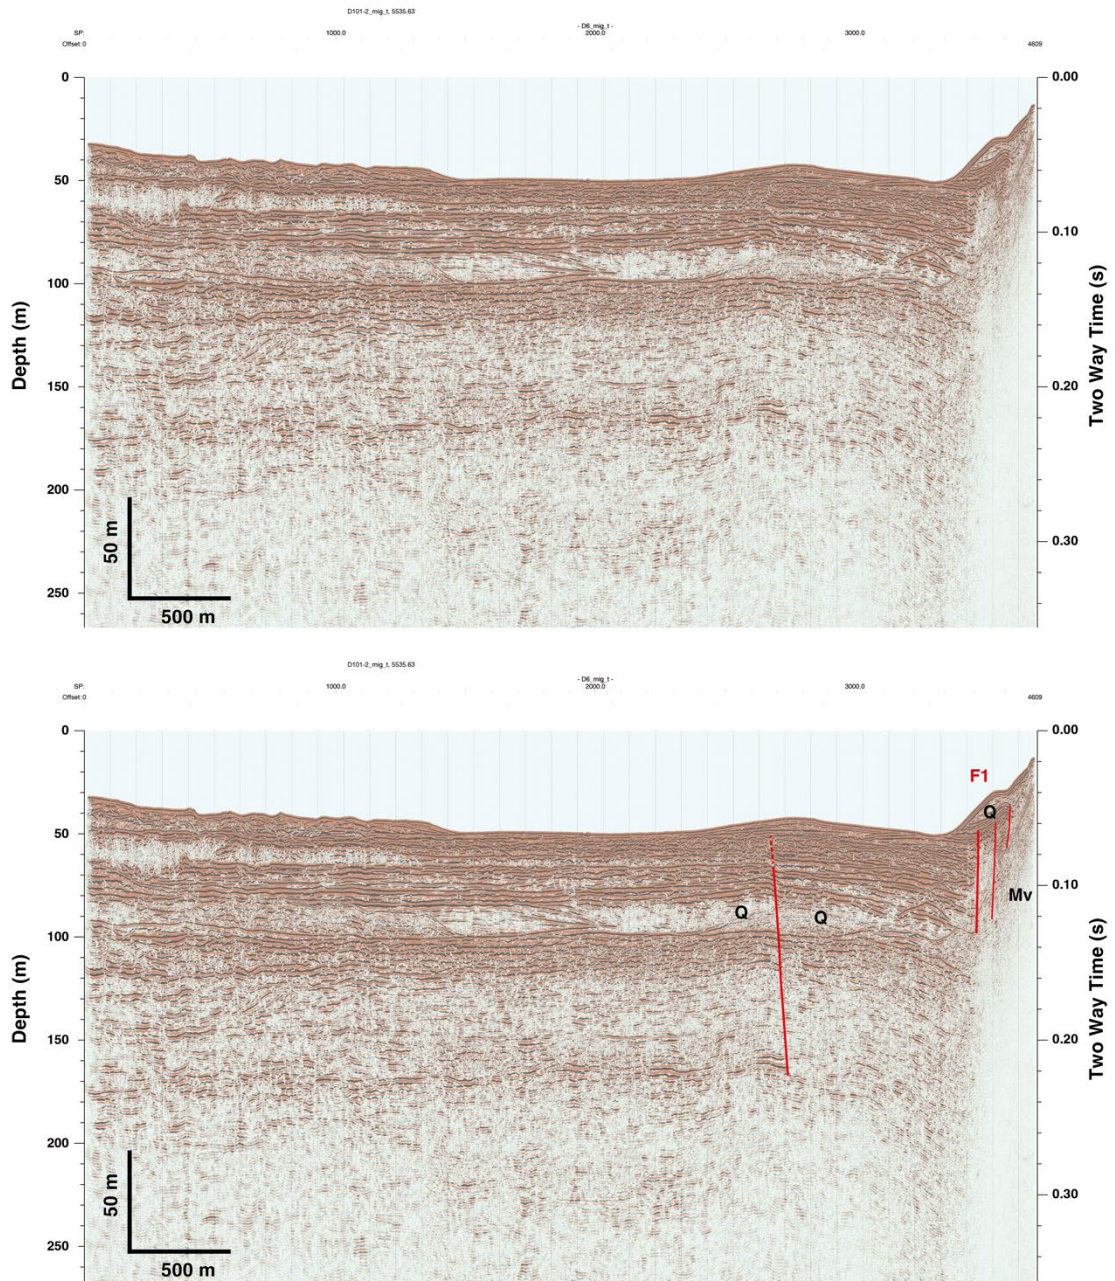 D101-2_mig_t, 5535.63
- D6_mig_t -
SP: 1000.0 2000.0 3000.0
Offset: 0 4609
0 0.00
50
0.10
100
Depth (m)
Two Way Time (s)
150
0.20
200
50 m
0.30
250
500 m
D101-2_mig_t, 5535.63
- D6_mig_t -
SP: 1000.0 2000.0 3000.0
Offset: 0 4609
0 0.00
F1
Q
50
0.10
Mv
Q Q
100
Depth (m)
Two Way Time (s)
150
0.20
200
50 m
0.30
250
500 m